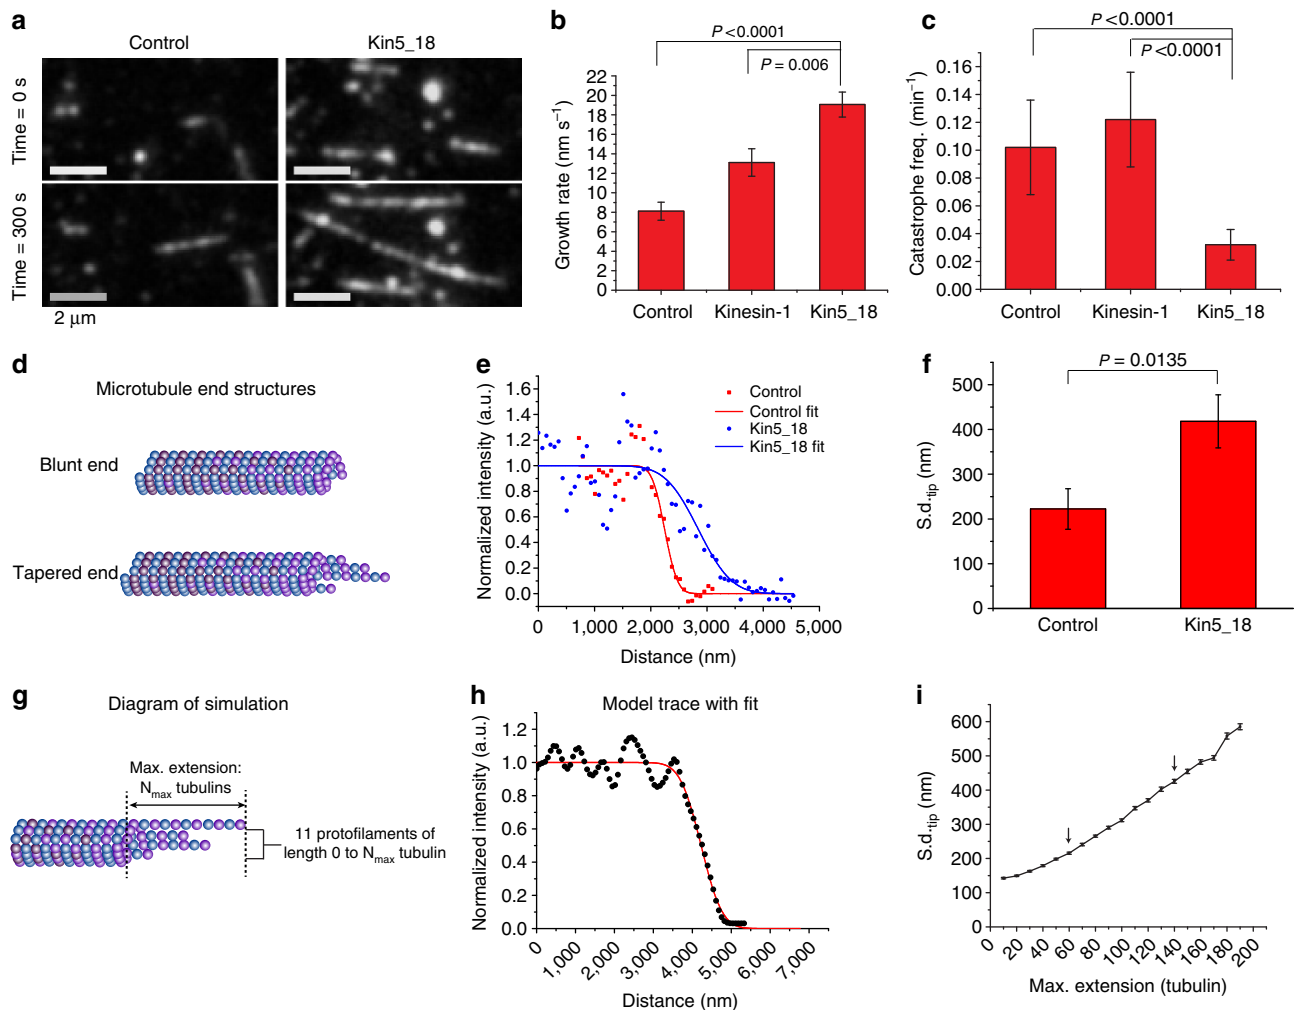 a
Control
Kin5_18
Time = 0 s
Time = 300 s
2 μm
b
P <0.0001
P = 0.006
Growth rate (nm s⁻¹)
22
20
18
16
14
12
10
8
6
4
2
0
Control
Kinesin-1
Kin5_18
c
P <0.0001
P <0.0001
Catastrophe freq. (min⁻¹)
0.16
0.14
0.12
0.10
0.08
0.06
0.04
0.02
0.00
Control
Kinesin-1
Kin5_18
d
Microtubule end structures
Blunt end
Tapered end
e
Normalized intensity (a.u.)
1.6
1.4
1.2
1.0
0.8
0.6
0.4
0.2
0.0
Control
Control fit
Kin5_18
Kin5_18 fit
0 1,000 2,000 3,000 4,000 5,000
Distance (nm)
f
P = 0.0135
S.d.tip (nm)
500
400
300
200
100
0
Control
Kin5_18
g
Diagram of simulation
Max. extension:
Nmax tubulins
11 protofilaments of
length 0 to Nmax tubulin
h
Model trace with fit
Normalized intensity (a.u.)
1.2
1.0
0.8
0.6
0.4
0.2
0.0
0 1,000 2,000 3,000 4,000 5,000 6,000 7,000
Distance (nm)
i
S.d.tip (nm)
600
500
400
300
200
100
0
0 20 40 60 80 100 120 140 160 180 200
Max. extension (tubulin)